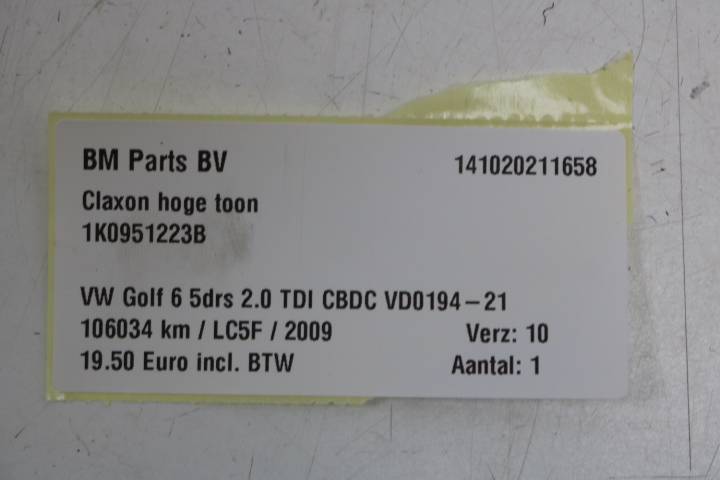 BM Parts BV 141020211658
Claxon hoge toon
1K0951223B
VW Golf 6 5drs 2.0 TDI CBDC VD0194-21
106034 km / LC5F / 2009 Verz: 10
19.50 Euro incl. BTW Aantal: 1